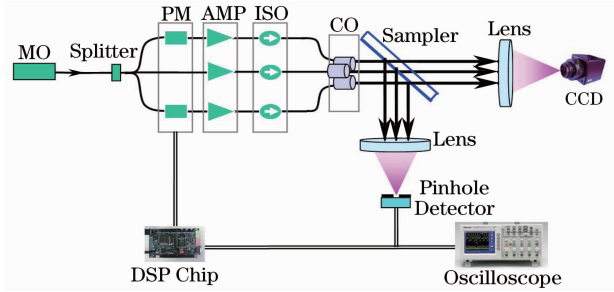 PM
AMP
ISO
MO
Splitter
CO
Sampler
Lens
CCD
Lens
Pinhole
Detector
DSP Chip
Oscilloscope